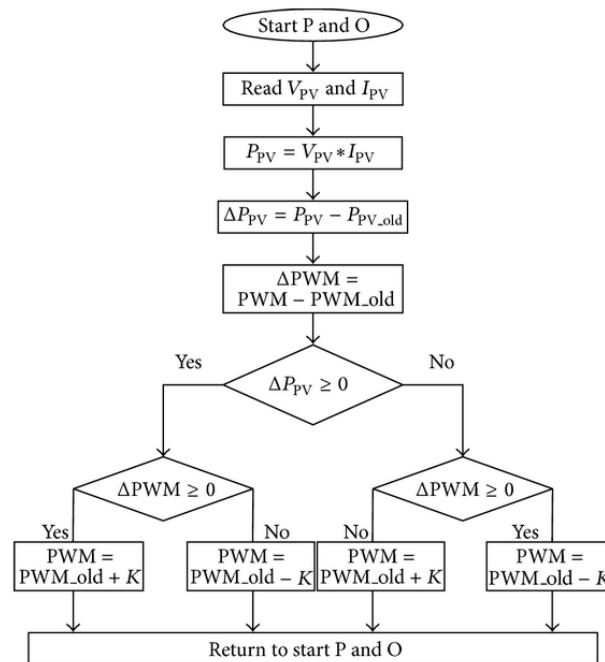 Start P and O
Read V_PV and I_PV
P_PV = V_PV * I_PV
ΔP_PV = P_PV − P_PV_old
ΔPWM =
PWM − PWM_old
Yes
No
ΔP_PV ≥ 0
ΔPWM ≥ 0
ΔPWM ≥ 0
Yes
No
No
Yes
PWM =
PWM_old + K
PWM =
PWM_old − K
PWM =
PWM_old + K
PWM =
PWM_old − K
Return to start P and O